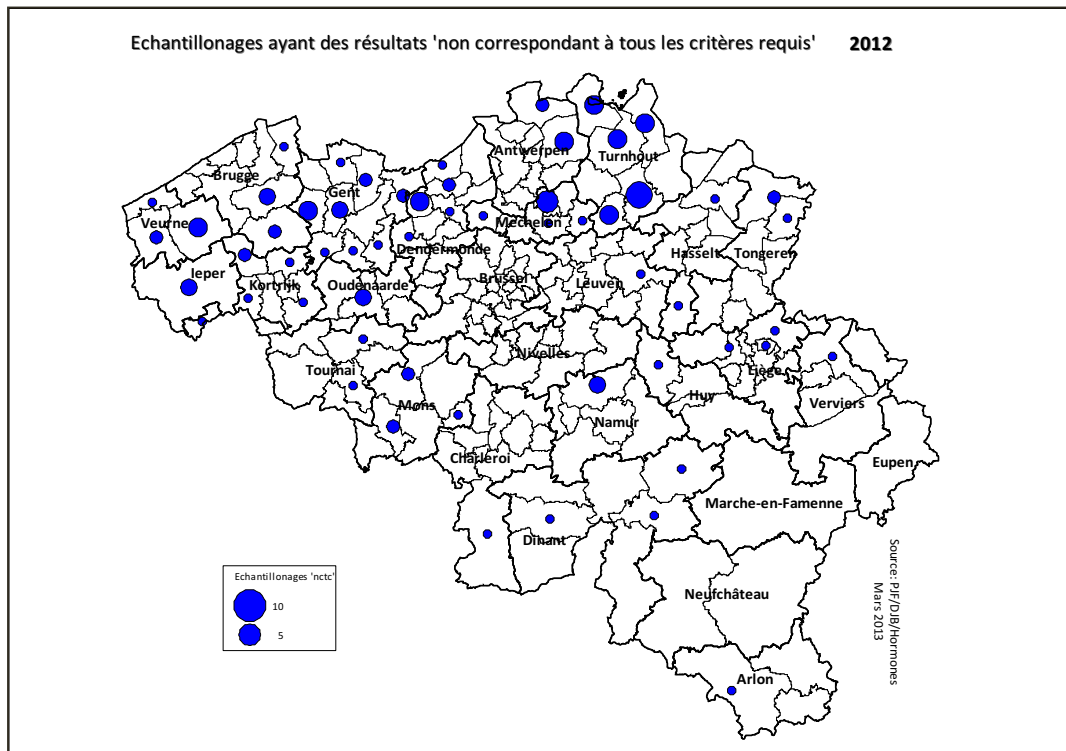 Echantillonages ayant des résultats 'non correspondant à tous les critères requis' 2012
Antwerpen
Turnhout
Brugge
Gent
Veurne
Mechelen
Dendermonde
Hasselt
Tongeren
Ieper
Kortrijk
Oudenaarde
Brussel
Leuven
Nivelles
Tournai
Liège
Huy
Verviers
Mons
Namur
Charleroi
Eupen
Marche-en-Famenne
Dinant
Neufchâteau
Arlon
Echantillonages 'nctc'
10
5
Source: PJF/DJB/Hormones
Mars 2013